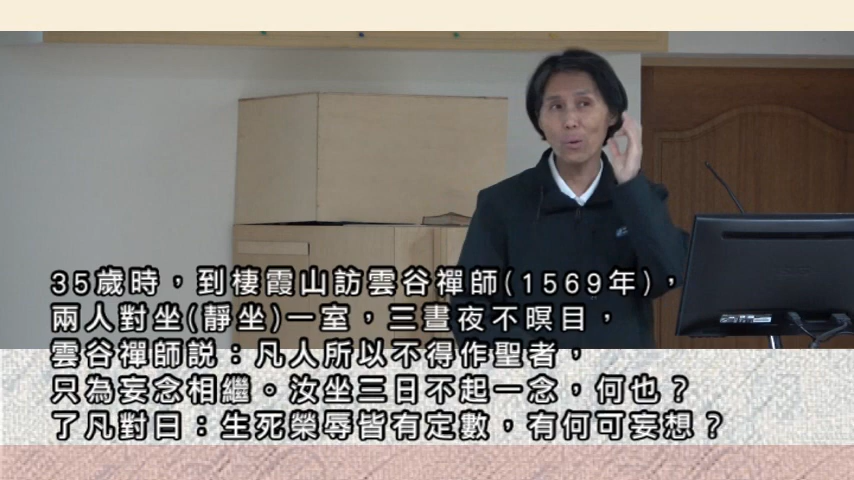 35歲時，到棲霞山訪雲谷禪師(1569年)，
兩人對坐(靜坐)一室，三晝夜不暝目，
雲谷禪師說：凡人所以不得作聖者，
只為妄念相繼。汝坐三日不起一念，何也？
了凡對曰：生死榮辱皆有定數，有何可妄想？